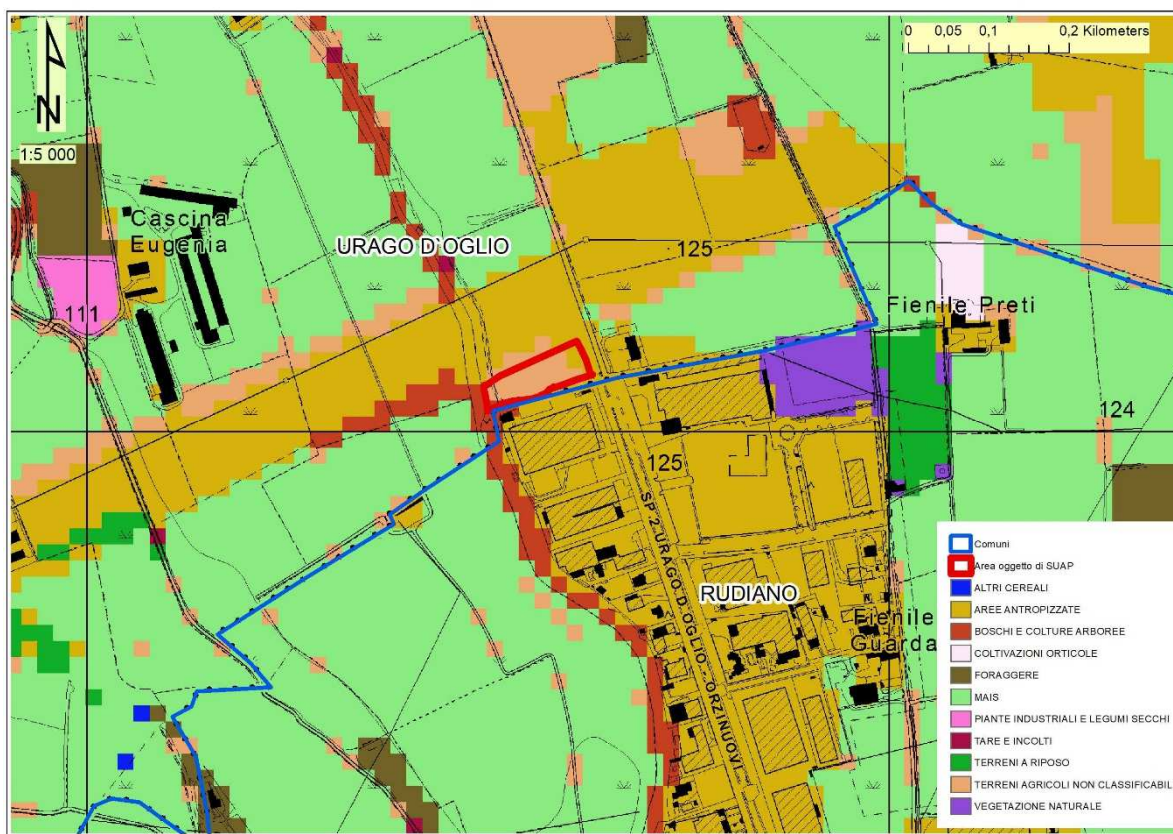 0 0,05 0,1 0,2 Kilometers
N
1:5 000
Cascina
Eugenia
URAGO D'OGLIO
125
111
Fienile Preti
124
125
SP 2 URAGO D'OGLIO - ORZINUOVI
RUDIANO
Fienile
Guarda
Comuni
Area oggetto di SUAP
ALTRI CEREALI
AREE ANTROPIZZATE
BOSCHI E COLTURE ARBOREE
COLTIVAZIONI ORTICOLE
FORAGGERE
MAIS
PIANTE INDUSTRIALI E LEGUMI SECCHI
TARE E INCOLTI
TERRENI A RIPOSO
TERRENI AGRICOLI NON CLASSIFICABIL
VEGETAZIONE NATURALE